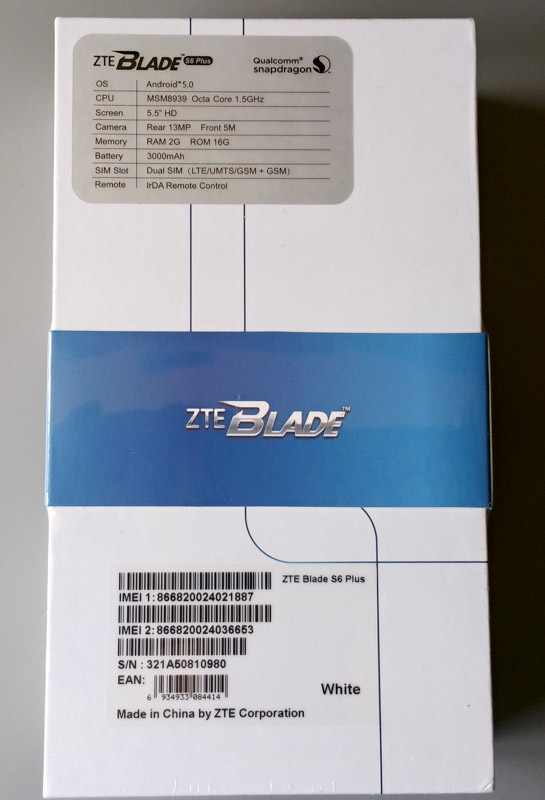 ZTE BLADE™ S6 Plus
Qualcomm® snapdragon
OS Android™ 5.0
CPU MSM8939 Octa Core 1.5GHz
Screen 5.5" HD
Camera Rear 13MP Front 5M
Memory RAM 2G ROM 16G
Battery 3000mAh
SIM Slot Dual SIM (LTE/UMTS/GSM + GSM)
Remote IrDA Remote Control
ZTE BLADE™
ZTE Blade S6 Plus
IMEI 1:866820024021887
IMEI 2:866820024036653
S/N : 321A50810980
EAN:
6 934933 084414
White
Made in China by ZTE Corporation